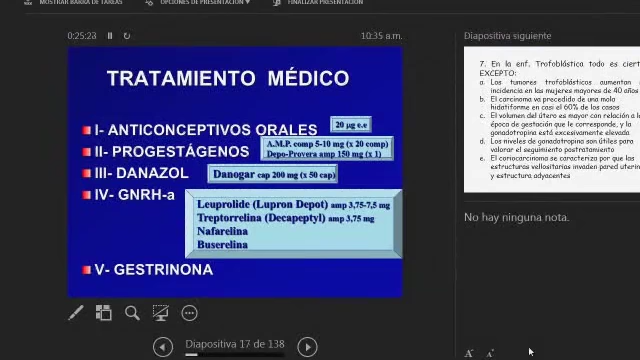 MOSTRAR BARRA DE TAREAS
OPCIONES DE PRESENTACIÓN ▾
FINALIZAR PRESENTACIÓN
0:25:23
10:35 a.m.
TRATAMIENTO MÉDICO
I- ANTICONCEPTIVOS ORALES
20 µg e.e
II- PROGESTÁGENOS
A.M.P. comp 5-10 mg (x 20 comp)
Depo-Provera amp 150 mg (x 1)
III- DANAZOL
Danogar cap 200 mg (x 50 cap)
IV- GNRH-a
Leuprolide (Lupron Depot) amp 3,75-7,5 mg
Treptorrelina (Decapeptyl) amp 3,75 mg
Nafarelina
Buserelina
V- GESTRINONA
Diapositiva 17 de 138
Diapositiva siguiente
7. En la enf. Trofoblástica todo es ciert
EXCEPTO:
a. Los tumores trofoblásticos aumentan
incidencia en las mujeres mayores de 40 años
b. El carcinoma va precedido de una mola
hidatiforme en casi el 60% de los casos
c. El volumen del útero es mayor con relación a l
época de gestación que le corresponde, y la
gonadotropina está excesivamente elevada
d. Los niveles de gonadotropina son útiles para
valorar el seguimiento postratamiento
e. El coriocarcinoma se caracteriza por que las
estructuras vellositarias invaden pared uterin
y estructura adyacentes
No hay ninguna nota.